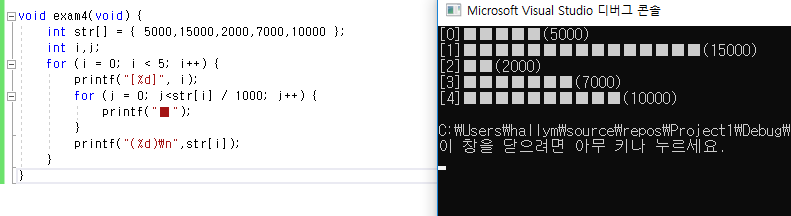 void exam4(void) {
int str[] = { 5000,15000,2000,7000,10000 };
int i,j;
for (i = 0; i < 5; i++) {
printf("[%d]", i);
for (j = 0; j<str[i] / 1000; j++) {
printf("■");
}
printf("(%d)₩n",str[i]);
}
}
Microsoft Visual Studio 디버그 콘솔
[0]■■■■■(5000)
[1]■■■■■■■■■■■■■■■(15000)
[2]■■(2000)
[3]■■■■■■■(7000)
[4]■■■■■■■■■■(10000)
C:₩Users₩hallym₩source₩repos₩Project1₩Debug₩
이 창을 닫으려면 아무 키나 누르세요.